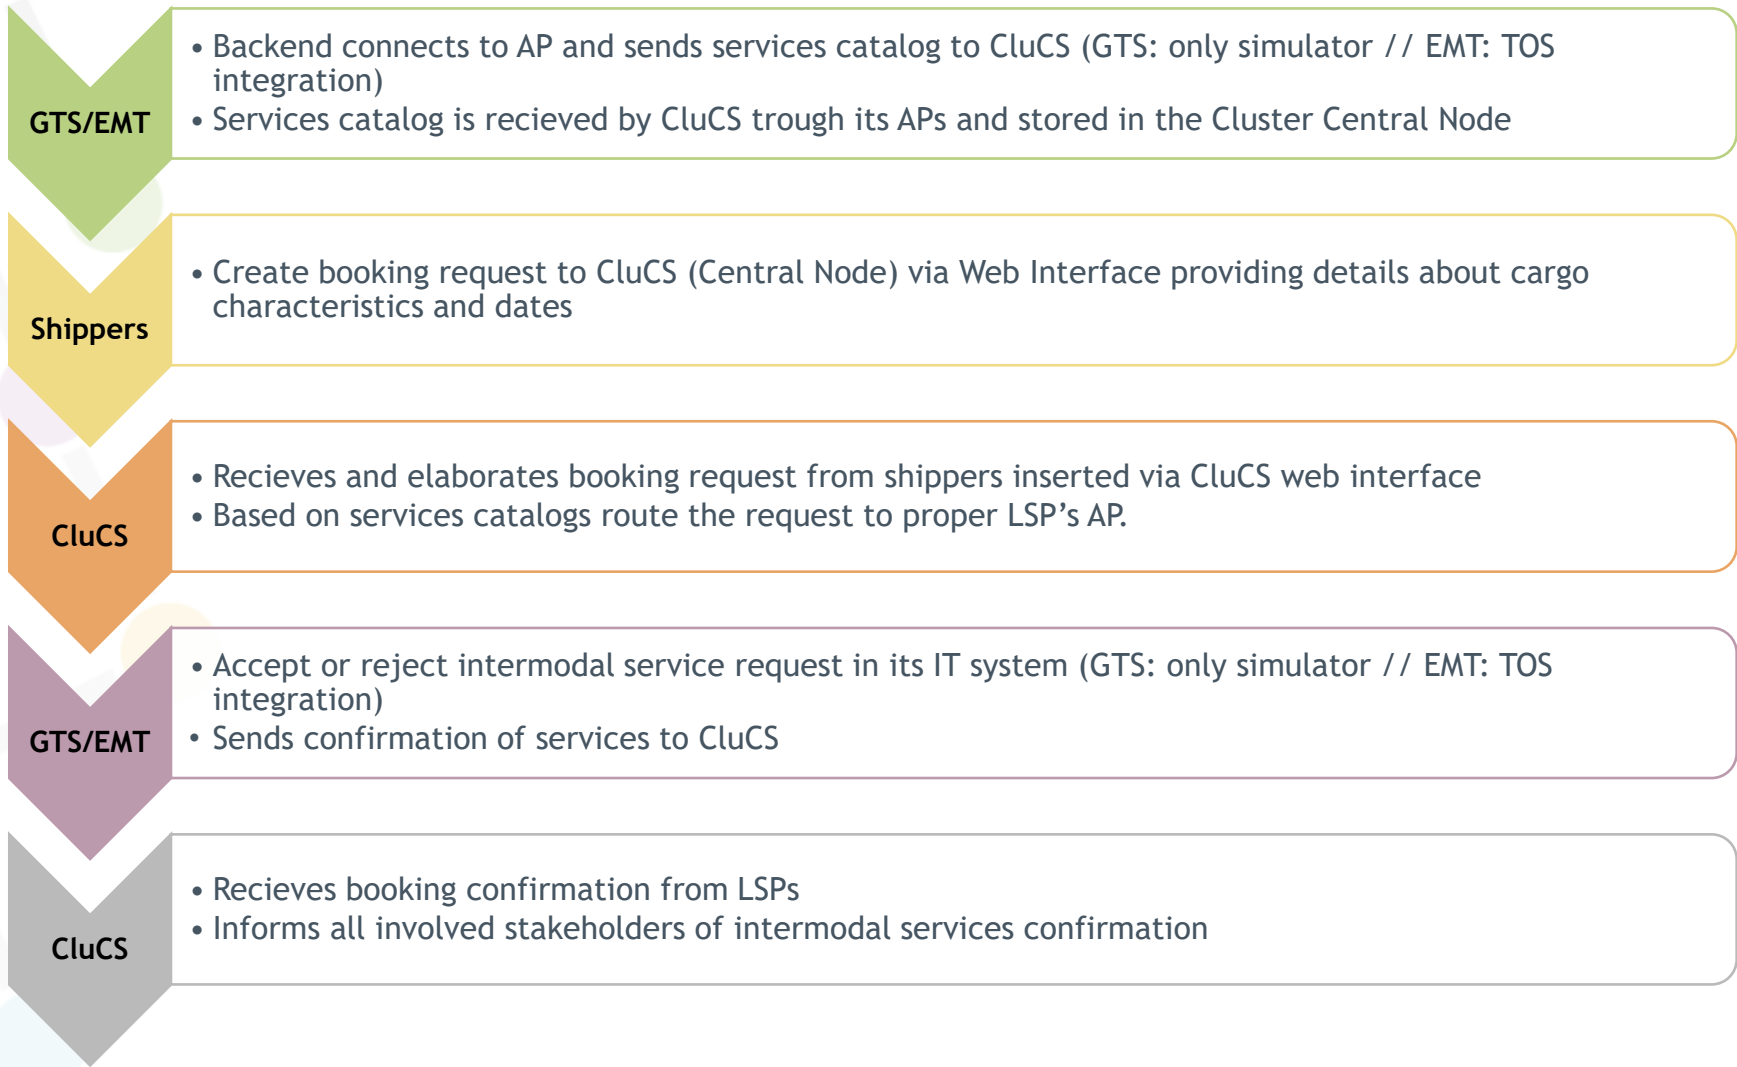 GTS/EMT
• Backend connects to AP and sends services catalog to CluCS (GTS: only simulator // EMT: TOS
integration)
• Services catalog is recieved by CluCS trough its APs and stored in the Cluster Central Node
Shippers
• Create booking request to CluCS (Central Node) via Web Interface providing details about cargo
characteristics and dates
CluCS
• Recieves and elaborates booking request from shippers inserted via CluCS web interface
• Based on services catalogs route the request to proper LSP’s AP.
GTS/EMT
• Accept or reject intermodal service request in its IT system (GTS: only simulator // EMT: TOS
integration)
• Sends confirmation of services to CluCS
CluCS
• Recieves booking confirmation from LSPs
• Informs all involved stakeholders of intermodal services confirmation